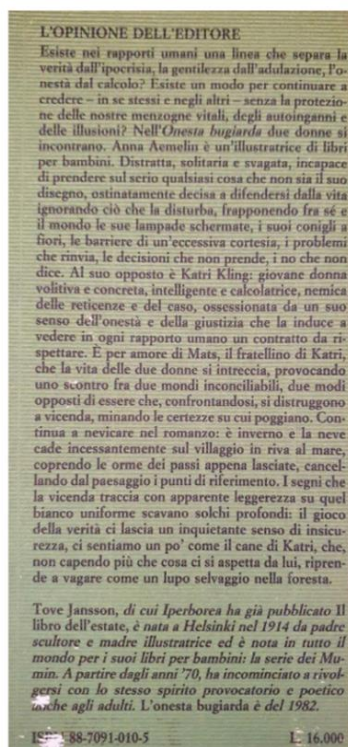 L'OPINIONE DELL'EDITORE
Esiste nei rapporti umani una linea che separa la
verità dall'ipocrisia, la gentilezza dall'adulazione, l'o-
nestà dal calcolo? Esiste un modo per continuare a
credere – in se stessi e negli altri – senza la protezio-
ne delle nostre menzogne vitali, degli autoinganni e
delle illusioni? Nell'Onesta bugiarda due donne si
incontrano. Anna Aemelin è un'illustratrice di libri
per bambini. Distratta, solitaria e svagata, incapace
di prendere sul serio qualsiasi cosa che non sia il suo
disegno, ostinatamente decisa a difendersi dalla vita
ignorando ciò che la disturba, frapponendo fra sé e
il mondo le sue lampade schermate, i suoi conigli a
fiori, le barriere di un'eccessiva cortesia, i problemi
che rinvia, le decisioni che non prende, i no che non
dice. Al suo opposto è Katri Kling: giovane donna
volitiva e concreta, intelligente e calcolatrice, nemica
delle reticenze e del caso, ossessionata da un suo
senso dell'onestà e della giustizia che la induce a
vedere in ogni rapporto umano un contratto da ri-
spettare. È per amore di Mats, il fratellino di Katri,
che la vita delle due donne si intreccia, provocando
uno scontro fra due mondi inconciliabili, due modi
opposti di essere che, confrontandosi, si distruggono
a vicenda, minando le certezze su cui poggiano. Con-
tinua a nevicare nel romanzo: è inverno e la neve
cade incessantemente sul villaggio in riva al mare,
coprendo le orme dei passi appena lasciate, cancel-
lando dal paesaggio i punti di riferimento. I segni che
la vicenda traccia con apparente leggerezza su quel
bianco uniforme scavano solchi profondi: il gioco
della verità ci lascia un inquietante senso di insicu-
rezza, ci sentiamo un po' come il cane di Katri, che,
non capendo più che cosa ci si aspetta da lui, ripren-
de a vagare come un lupo selvaggio nella foresta.
Tove Jansson, di cui Iperborea ha già pubblicato Il
libro dell'estate, è nata a Helsinki nel 1914 da padre
scultore e madre illustratrice ed è nota in tutto il
mondo per i suoi libri per bambini: la serie dei Mu-
min. A partire dagli anni '70, ha incominciato a rivol-
gersi con lo stesso spirito provocatorio e poetico
anche agli adulti. L'onesta bugiarda è del 1982.
ISBN 88-7091-010-5 L. 16.000